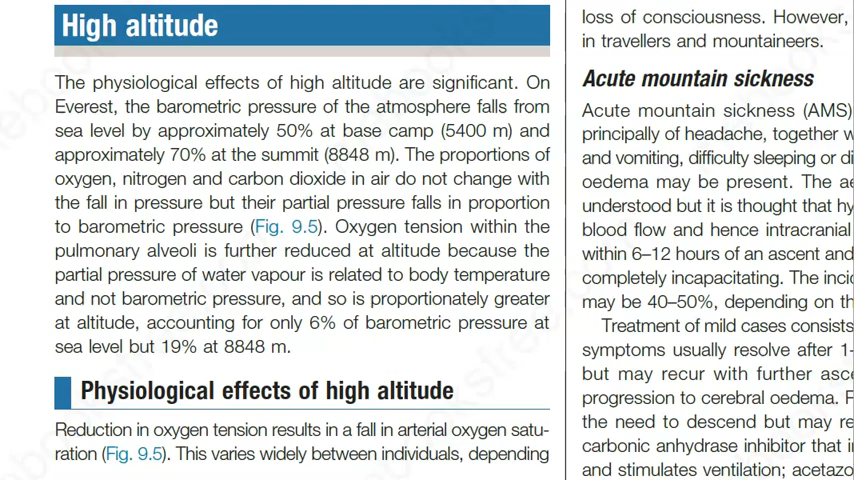 High altitude
The physiological effects of high altitude are significant. On
Everest, the barometric pressure of the atmosphere falls from
sea level by approximately 50% at base camp (5400 m) and
approximately 70% at the summit (8848 m). The proportions of
oxygen, nitrogen and carbon dioxide in air do not change with
the fall in pressure but their partial pressure falls in proportion
to barometric pressure (Fig. 9.5). Oxygen tension within the
pulmonary alveoli is further reduced at altitude because the
partial pressure of water vapour is related to body temperature
and not barometric pressure, and so is proportionately greater
at altitude, accounting for only 6% of barometric pressure at
sea level but 19% at 8848 m.
Physiological effects of high altitude
Reduction in oxygen tension results in a fall in arterial oxygen satu-
ration (Fig. 9.5). This varies widely between individuals, depending
loss of consciousness. However,
in travellers and mountaineers.
Acute mountain sickness
Acute mountain sickness (AMS)
principally of headache, together
and vomiting, difficulty sleeping or
oedema may be present. The
understood but it is thought that
blood flow and hence intracranial
within 6–12 hours of an ascent and
completely incapacitating. The
may be 40–50%, depending on
Treatment of mild cases consists
symptoms usually resolve after
but may recur with further
progression to cerebral oedema.
the need to descend but may
carbonic anhydrase inhibitor that
and stimulates ventilation;